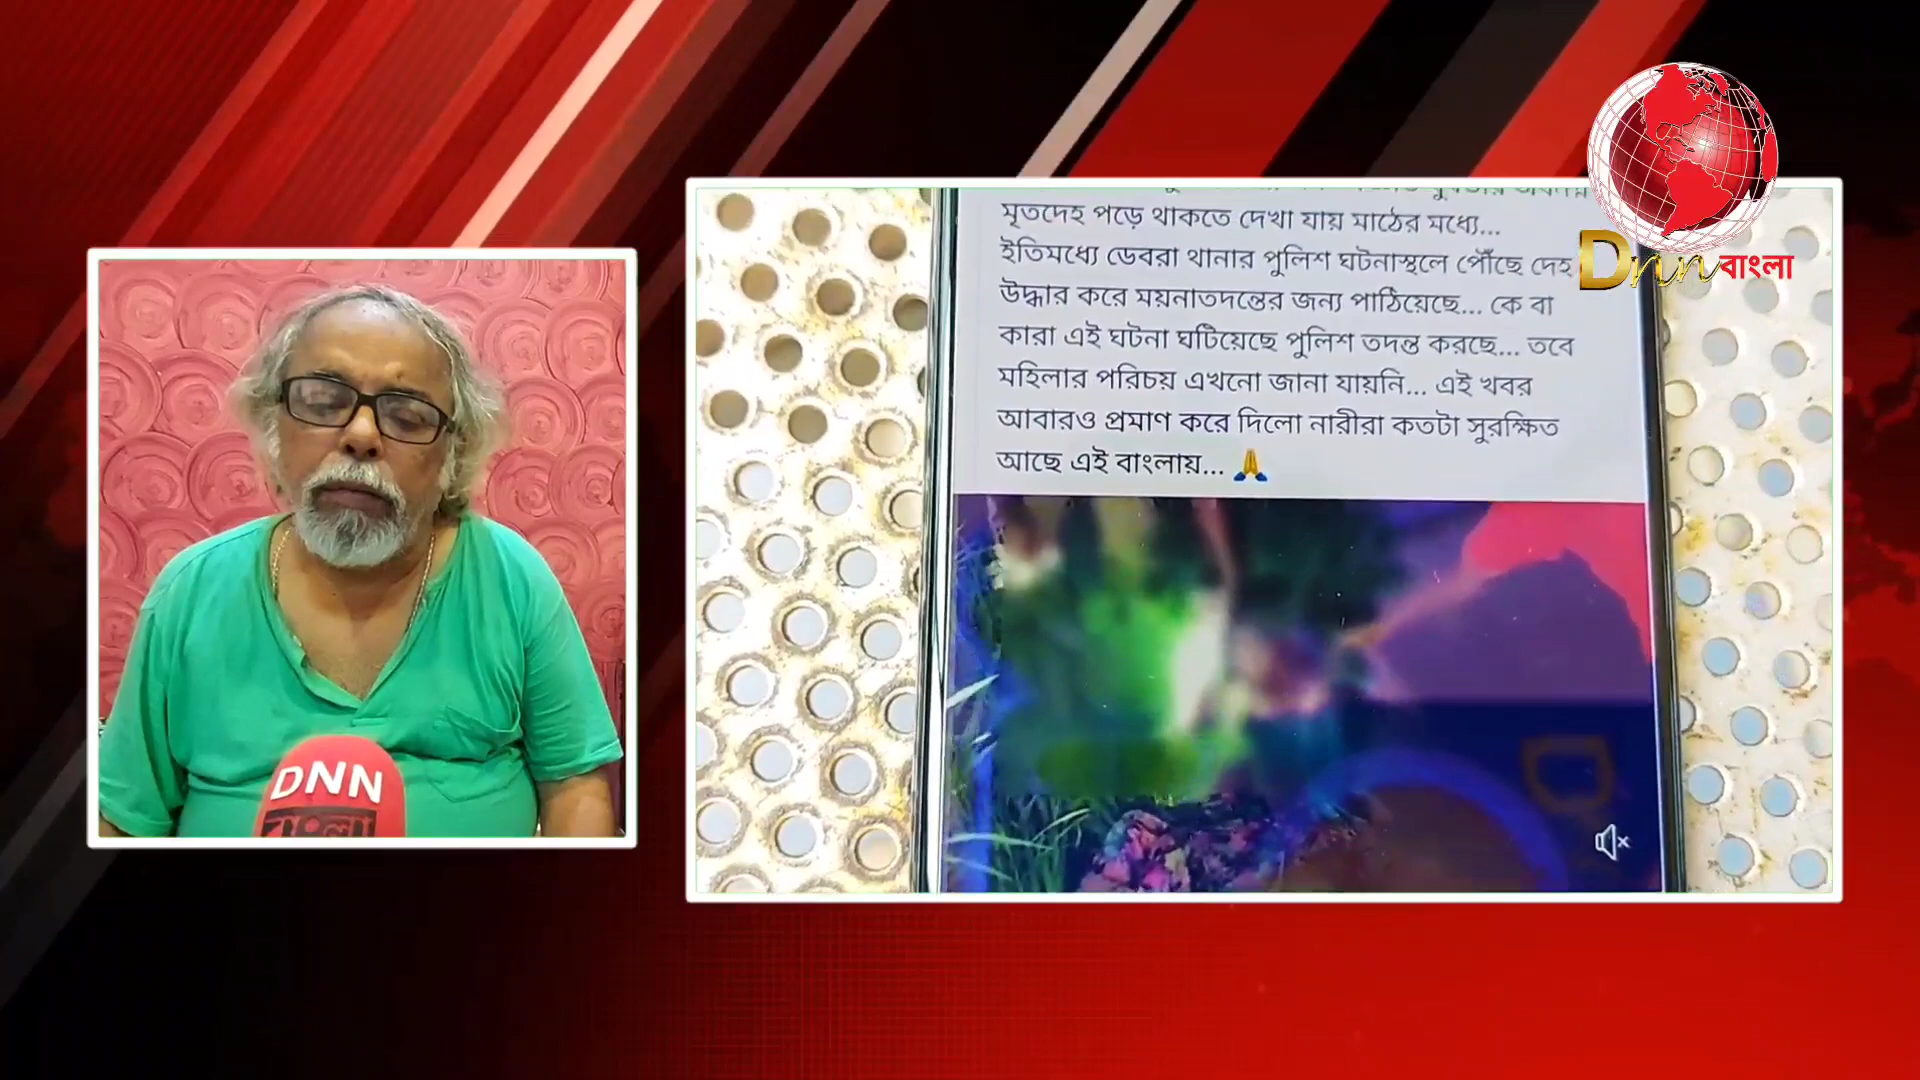 মৃতদেহ পড়ে থাকতে দেখা যায় মাঠের মধ্যে...
ইতিমধ্যে ডেবরা থানার পুলিশ ঘটনাস্থলে পৌঁছে দেহ
উদ্ধার করে ময়নাতদন্তের জন্য পাঠিয়েছে... কে বা
কারা এই ঘটনা ঘটিয়েছে পুলিশ তদন্ত করছে... তবে
মহিলার পরিচয় এখনো জানা যায়নি... এই খবর
আবারও প্রমাণ করে দিলো নারীরা কতটা সুরক্ষিত
আছে এই বাংলায়... 🙏
Dnn বাংলা
DNN
বাংলা